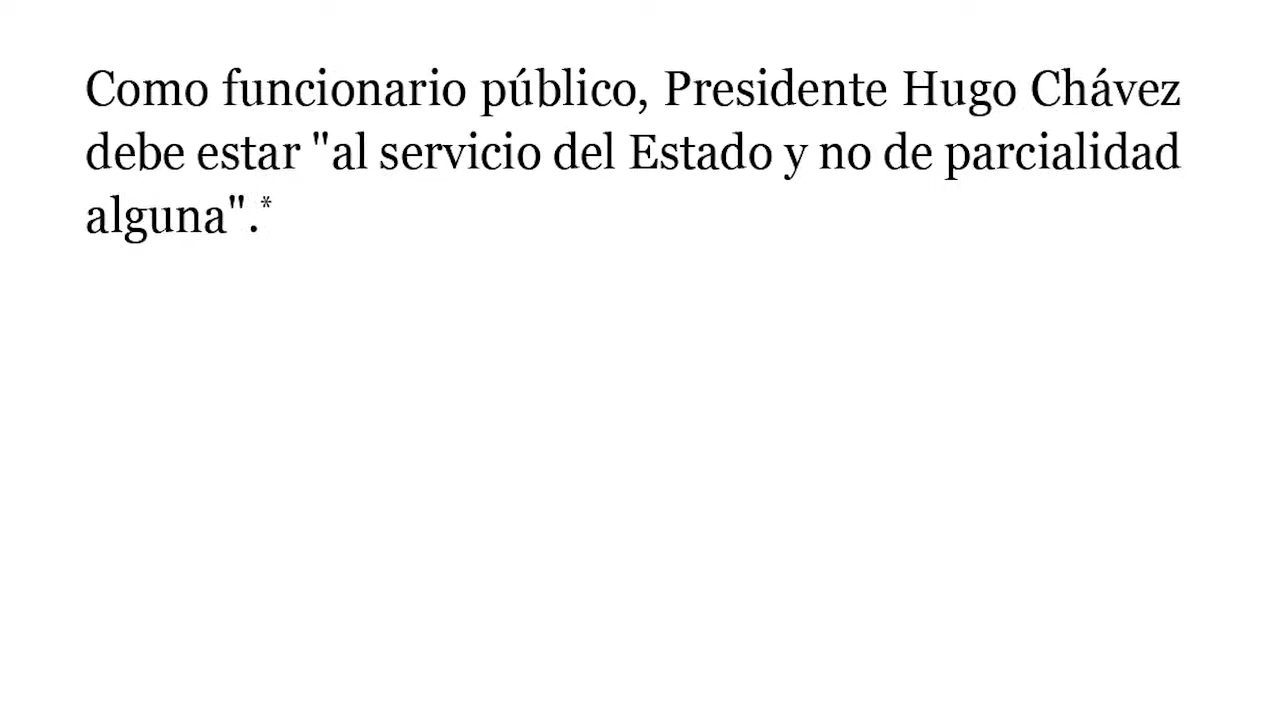 Como funcionario público, Presidente Hugo Chávez
debe estar "al servicio del Estado y no de parcialidad
alguna".*